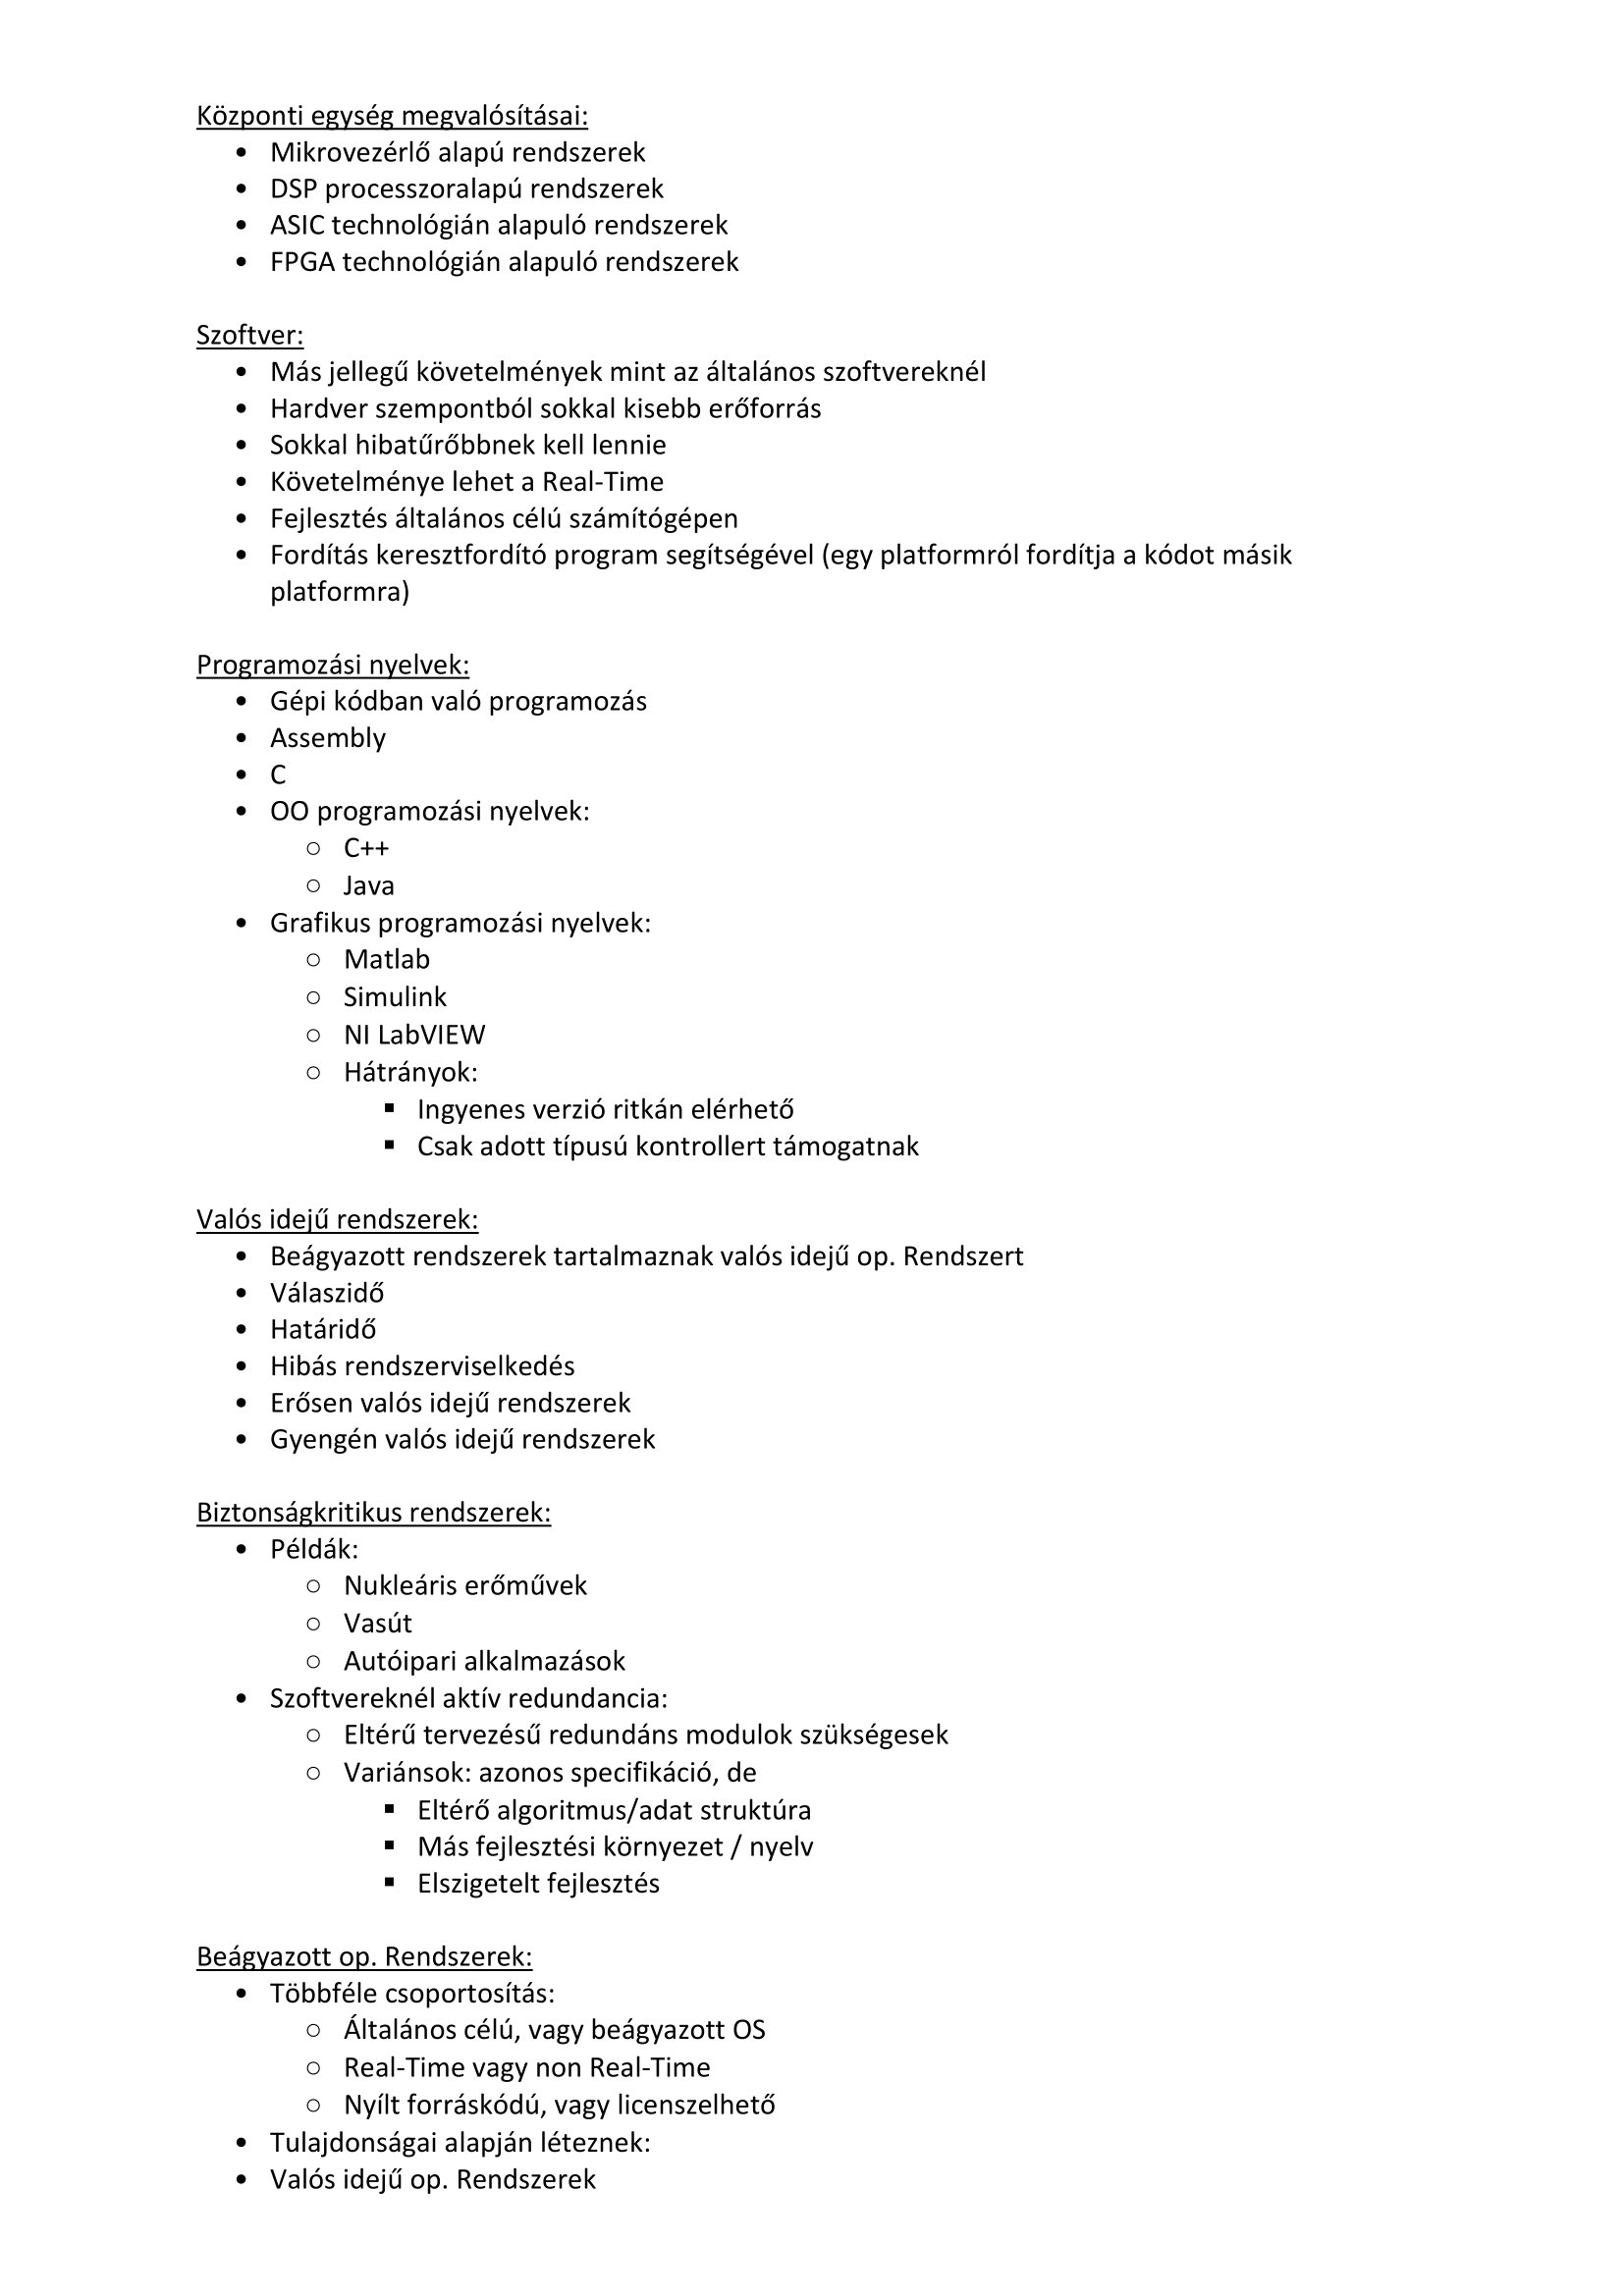 Központi egység megvalósításai:
• Mikrovezérlő alapú rendszerek
• DSP processzoralapú rendszerek
• ASIC technológián alapuló rendszerek
• FPGA technológián alapuló rendszerek
Szoftver:
• Más jellegű követelmények mint az általános szoftvereknél
• Hardver szempontból sokkal kisebb erőforrás
• Sokkal hibatűrőbbnek kell lennie
• Követelménye lehet a Real-Time
• Fejlesztés általános célú számítógépen
• Fordítás keresztfordító program segítségével (egy platformról fordítja a kódot másik
platformra)
Programozási nyelvek:
• Gépi kódban való programozás
• Assembly
• C
• OO programozási nyelvek:
○ C++
○ Java
• Grafikus programozási nyelvek:
○ Matlab
○ Simulink
○ NI LabVIEW
○ Hátrányok:
▪ Ingyenes verzió ritkán elérhető
▪ Csak adott típusú kontrollert támogatnak
Valós idejű rendszerek:
• Beágyazott rendszerek tartalmaznak valós idejű op. Rendszert
• Válaszidő
• Határidő
• Hibás rendszerviselkedés
• Erősen valós idejű rendszerek
• Gyengén valós idejű rendszerek
Biztonságkritikus rendszerek:
• Példák:
○ Nukleáris erőművek
○ Vasút
○ Autóipari alkalmazások
• Szoftvereknél aktív redundancia:
○ Eltérű tervezésű redundáns modulok szükségesek
○ Variánsok: azonos specifikáció, de
▪ Eltérő algoritmus/adat struktúra
▪ Más fejlesztési környezet / nyelv
▪ Elszigetelt fejlesztés
Beágyazott op. Rendszerek:
• Többféle csoportosítás:
○ Általános célú, vagy beágyazott OS
○ Real-Time vagy non Real-Time
○ Nyílt forráskódú, vagy licenszelhető
• Tulajdonságai alapján léteznek:
• Valós idejű op. Rendszerek